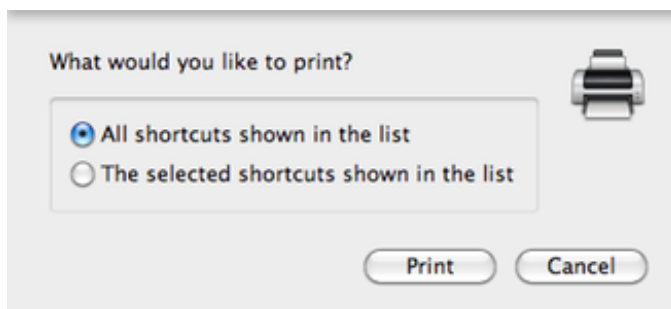 What would you like to print?
All shortcuts shown in the list
The selected shortcuts shown in the list
Print
Cancel